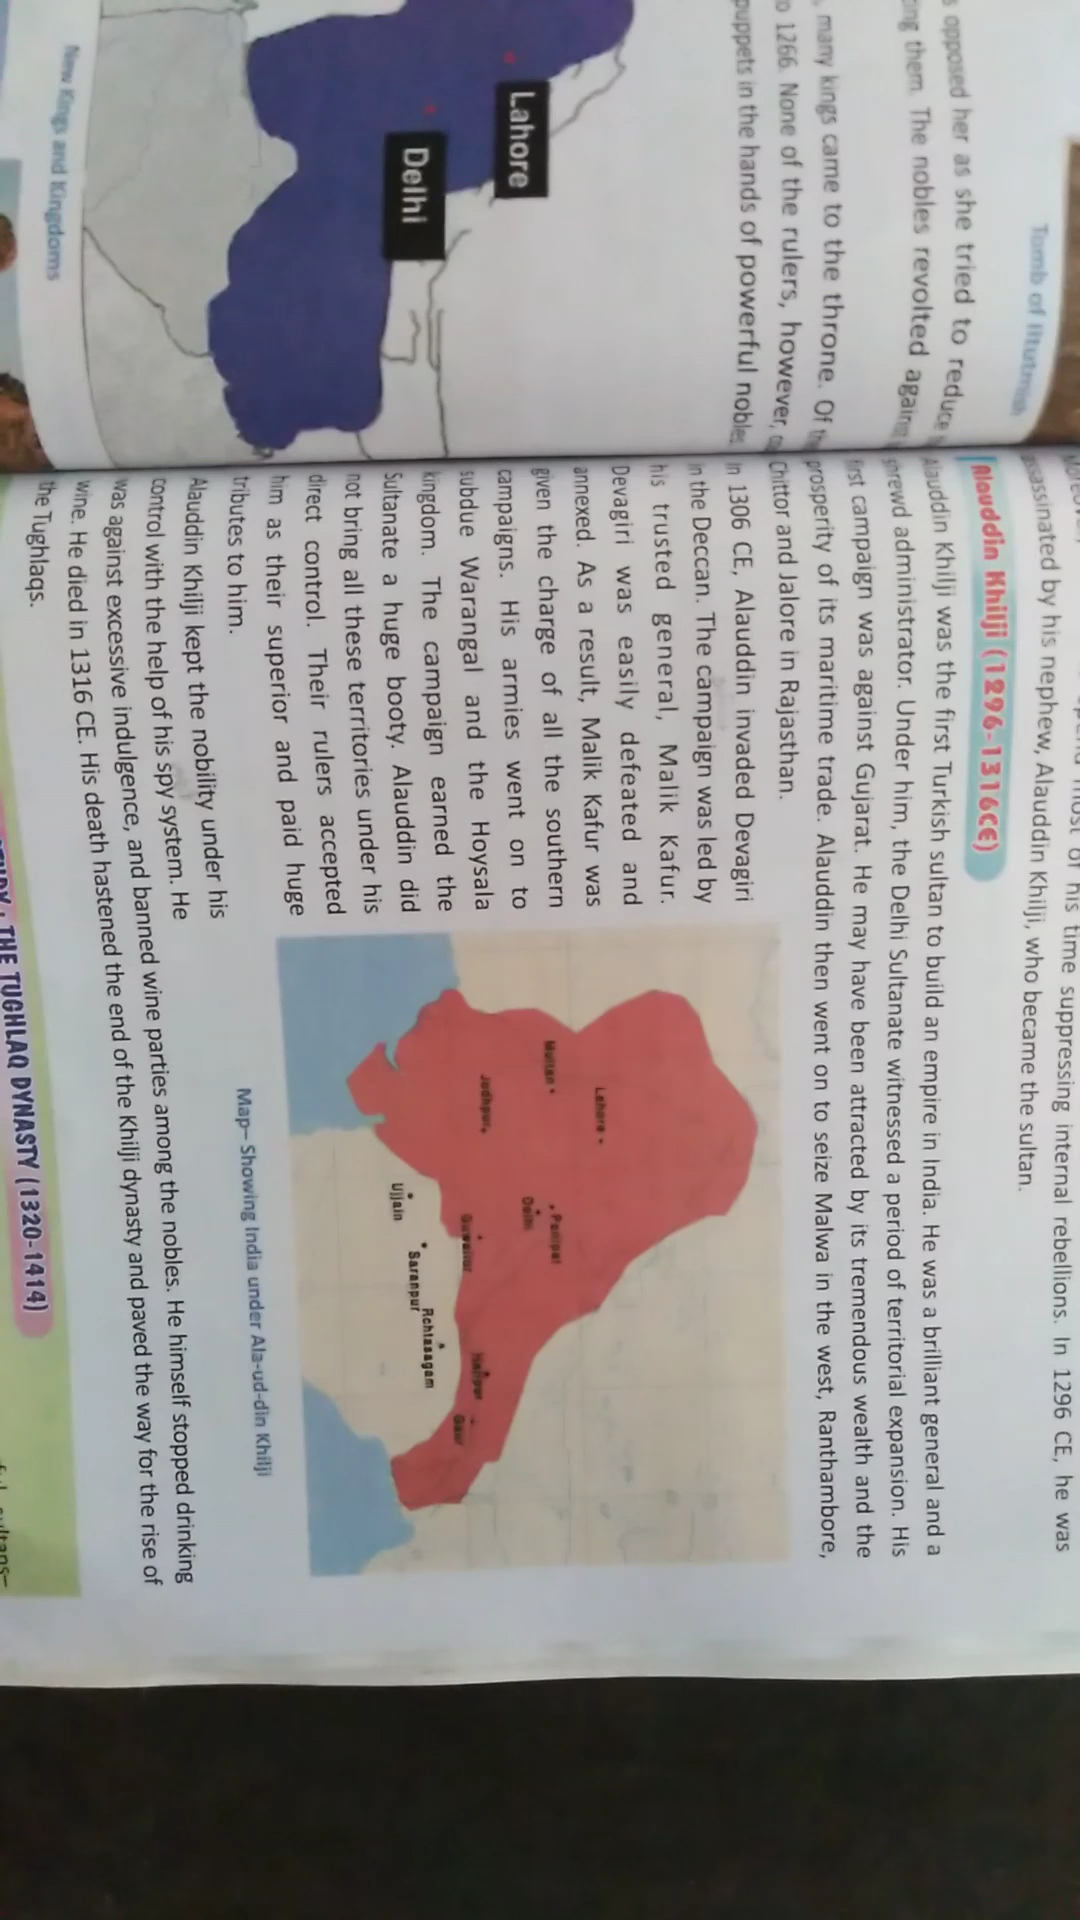 Tomb of Iltutmish
opposed her as she tried to reduce
them. The nobles revolted against
many kings came to the throne. Of
1266. None of the rulers, however,
puppets in the hands of powerful nobles
Lahore
Delhi
New Kings and Kingdoms
most of his time suppressing internal rebellions. In 1296 CE, he was
assassinated by his nephew, Alauddin Khilji, who became the sultan.
Alauddin Khilji (1296-1316CE)
Alauddin Khilji was the first Turkish sultan to build an empire in India. He was a brilliant general and a
shrewd administrator. Under him, the Delhi Sultanate witnessed a period of territorial expansion. His
first campaign was against Gujarat. He may have been attracted by its tremendous wealth and the
prosperity of its maritime trade. Alauddin then went on to seize Malwa in the west, Ranthambore,
Chittor and Jalore in Rajasthan.
In 1306 CE, Alauddin invaded Devagiri
in the Deccan. The campaign was led by
his trusted general, Malik Kafur.
Devagiri was easily defeated and
annexed. As a result, Malik Kafur was
given the charge of all the southern
campaigns. His armies went on to
subdue Warangal and the Hoysala
kingdom. The campaign earned the
Sultanate a huge booty. Alauddin did
not bring all these territories under his
direct control. Their rulers accepted
him as their superior and paid huge
tributes to him.
Lahore
Multan
Panipat
Delhi
Jodhpur
Guwaliur
Ujjain
Saranpur
Rohtasagam
Gaur
Map– Showing India under Ala-ud-din Khilji
Alauddin Khilji kept the nobility under his
control with the help of his spy system. He
was against excessive indulgence, and banned wine parties among the nobles. He himself stopped drinking
wine. He died in 1316 CE. His death hastened the end of the Khilji dynasty and paved the way for the rise of
the Tughlaqs.
THE TUGHLAQ DYNASTY (1320-1414)